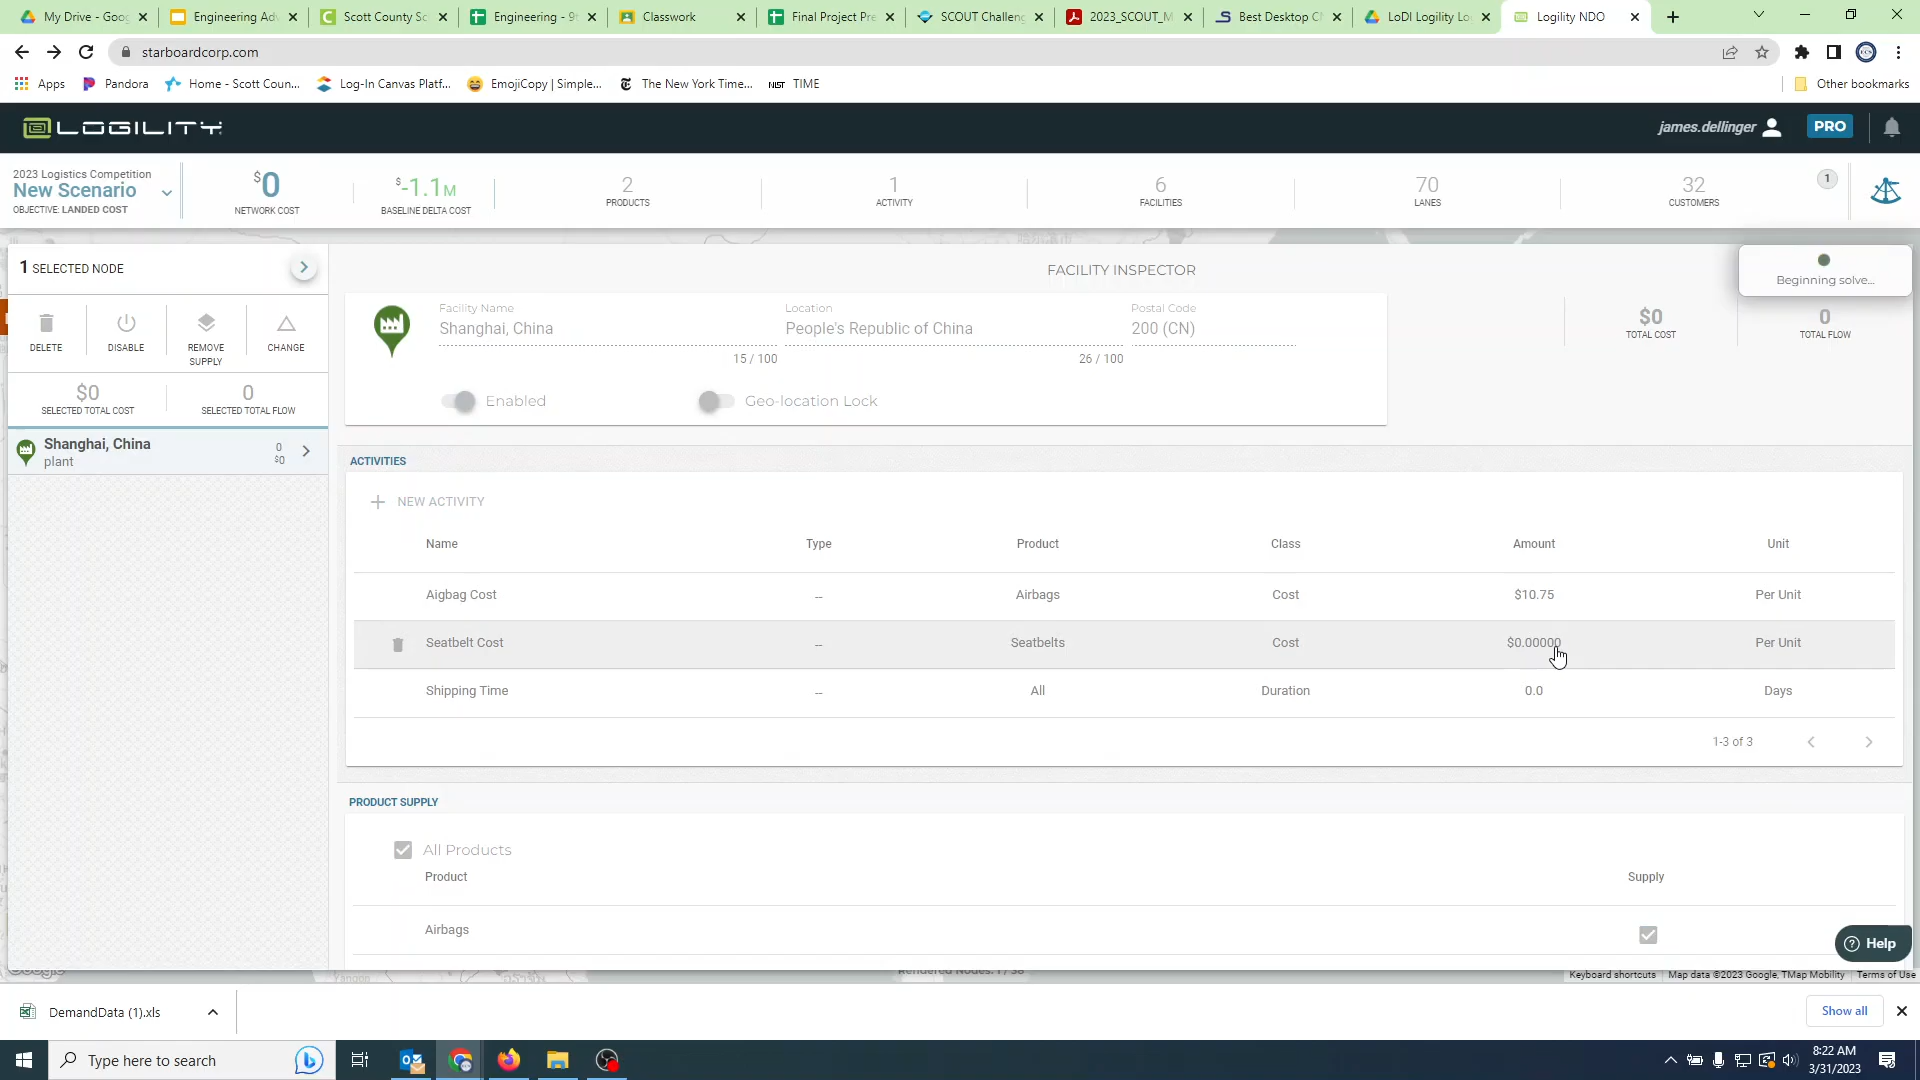 My Drive - Goog
Engineering Adv
Scott County Sc
Engineering - 9t
Classwork
Final Project Pre
SCOUT Challeng
2023_SCOUT_M
Best Desktop Ch
LoDI Logility Lo
Logility NDO
starboardcorp.com
Apps
Pandora
Home - Scott Coun...
Log-In Canvas Platf...
EmojiCopy | Simple...
The New York Time...
NIST TIME
Other bookmarks
LOGILITY
james.dellinger
PRO
2023 Logistics Competition
New Scenario
OBJECTIVE: LANDED COST
$0
NETWORK COST
$-1.1M
BASELINE DELTA COST
2
PRODUCTS
1
ACTIVITY
6
FACILITIES
70
LANES
32
CUSTOMERS
1
1 SELECTED NODE
DELETE
DISABLE
REMOVE SUPPLY
CHANGE
$0
SELECTED TOTAL COST
0
SELECTED TOTAL FLOW
Shanghai, China
plant
0
$0
FACILITY INSPECTOR
Beginning solve...
Facility Name
Shanghai, China
15 / 100
Location
People's Republic of China
26 / 100
Postal Code
200 (CN)
$0
TOTAL COST
0
TOTAL FLOW
Enabled
Geo-location Lock
ACTIVITIES
NEW ACTIVITY
Name Type Product Class Amount Unit
Aigbag Cost -- Airbags Cost $10.75 Per Unit
Seatbelt Cost -- Seatbelts Cost $0.00000 Per Unit
Shipping Time -- All Duration 0.0 Days
1-3 of 3
PRODUCT SUPPLY
All Products
Product Supply
Airbags
Help
Google
Rendered Nodes: 1 / 38
Keyboard shortcuts
Map data ©2023 Google, TMap Mobility
Terms of Use
DemandData (1).xls
Show all
Type here to search
8:22 AM
3/31/2023